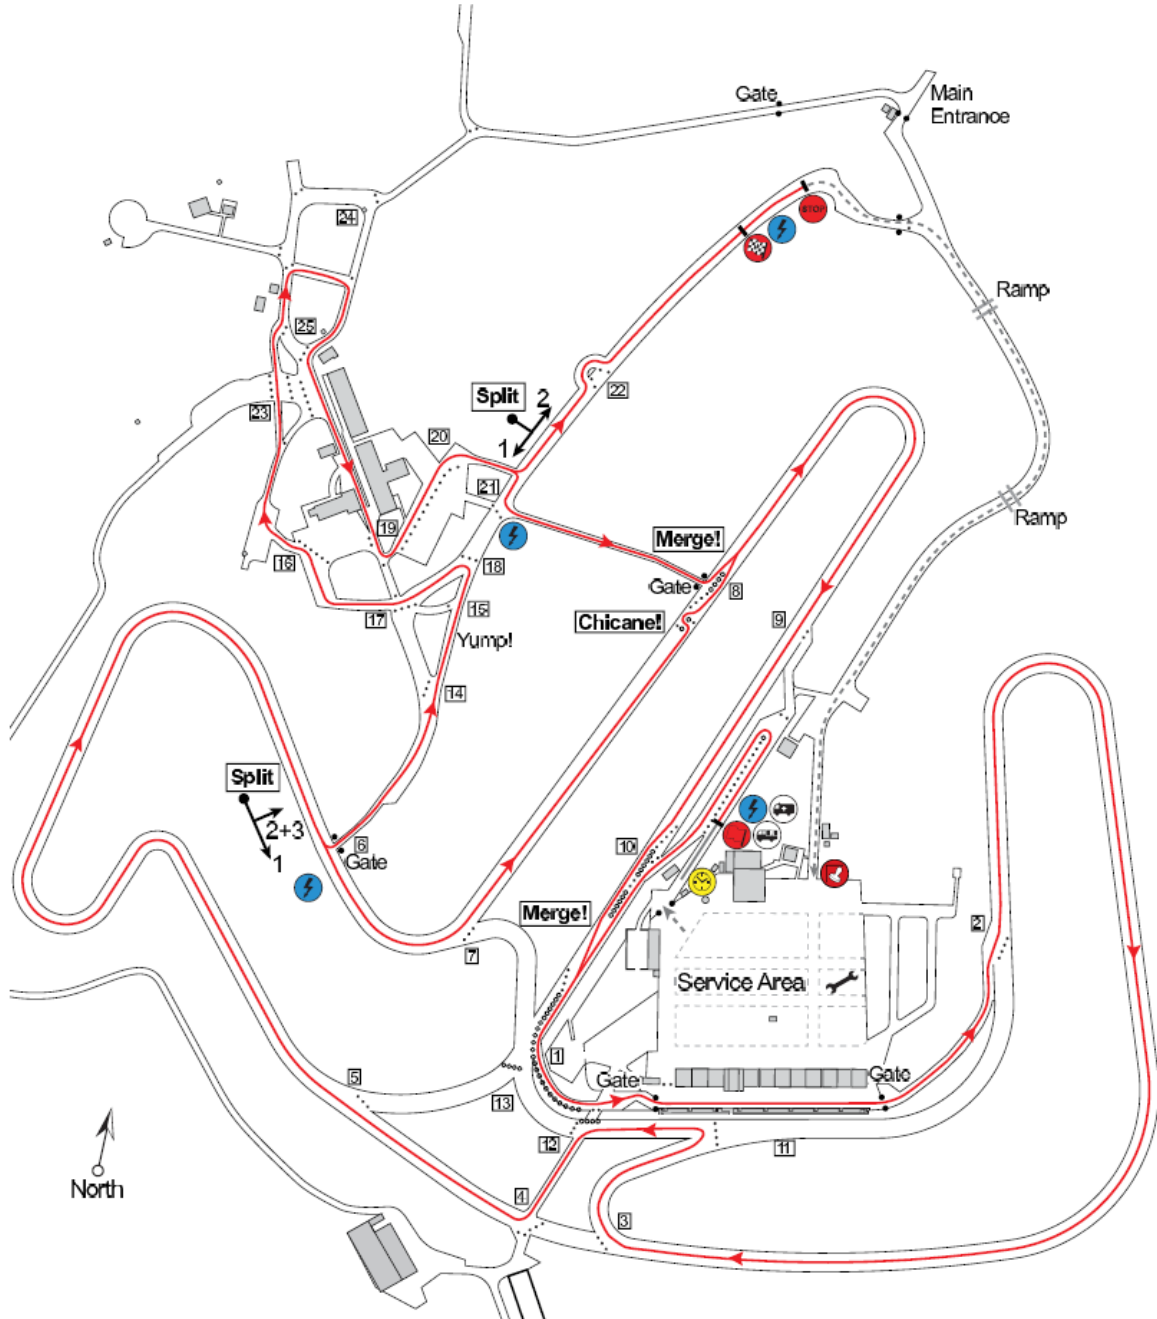 Gate
Main
Entrance
24
STOP
Ramp
25
22
Split
2
1
23
20
21
19
Ramp
Merge!
18
16
Gate
8
15
17
Chicane!
9
Yump!
14
Split
2+3
1
6
Gate
10
Merge!
2
7
Service Area
1
5
Gate
Gate
13
12
11
North
4
3